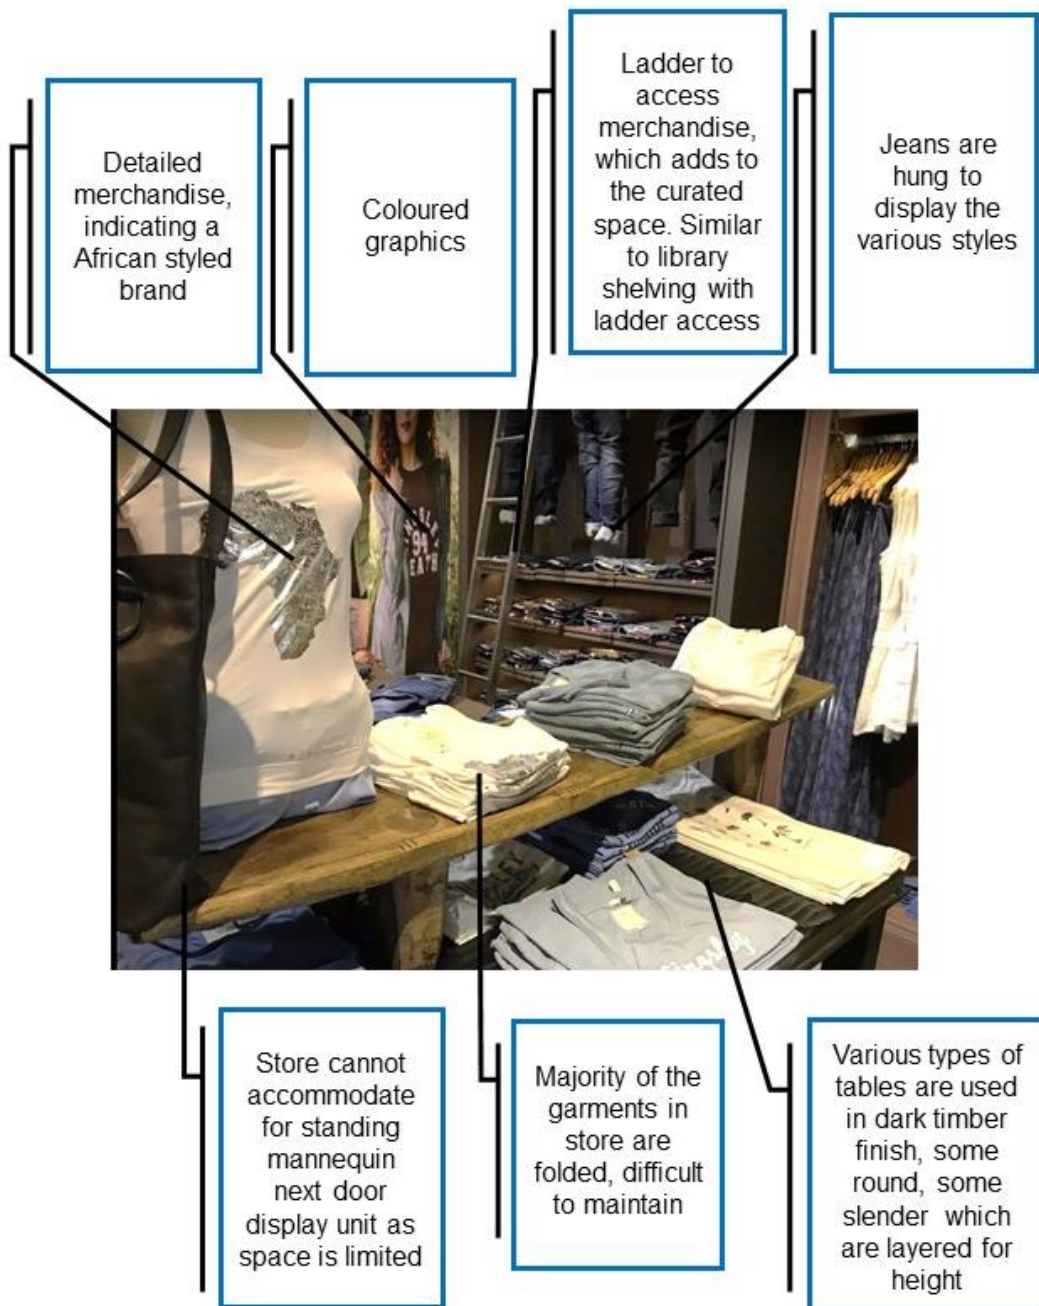 Detailed
merchandise,
indicating a
African styled
brand
Coloured
graphics
Ladder to
access
merchandise,
which adds to
the curated
space. Similar
to library
shelving with
ladder access
Jeans are
hung to
display the
various styles
Store cannot
accommodate
for standing
mannequin
next door
display unit as
space is limited
Majority of the
garments in
store are
folded, difficult
to maintain
Various types of
tables are used
in dark timber
finish, some
round, some
slender which
are layered for
height